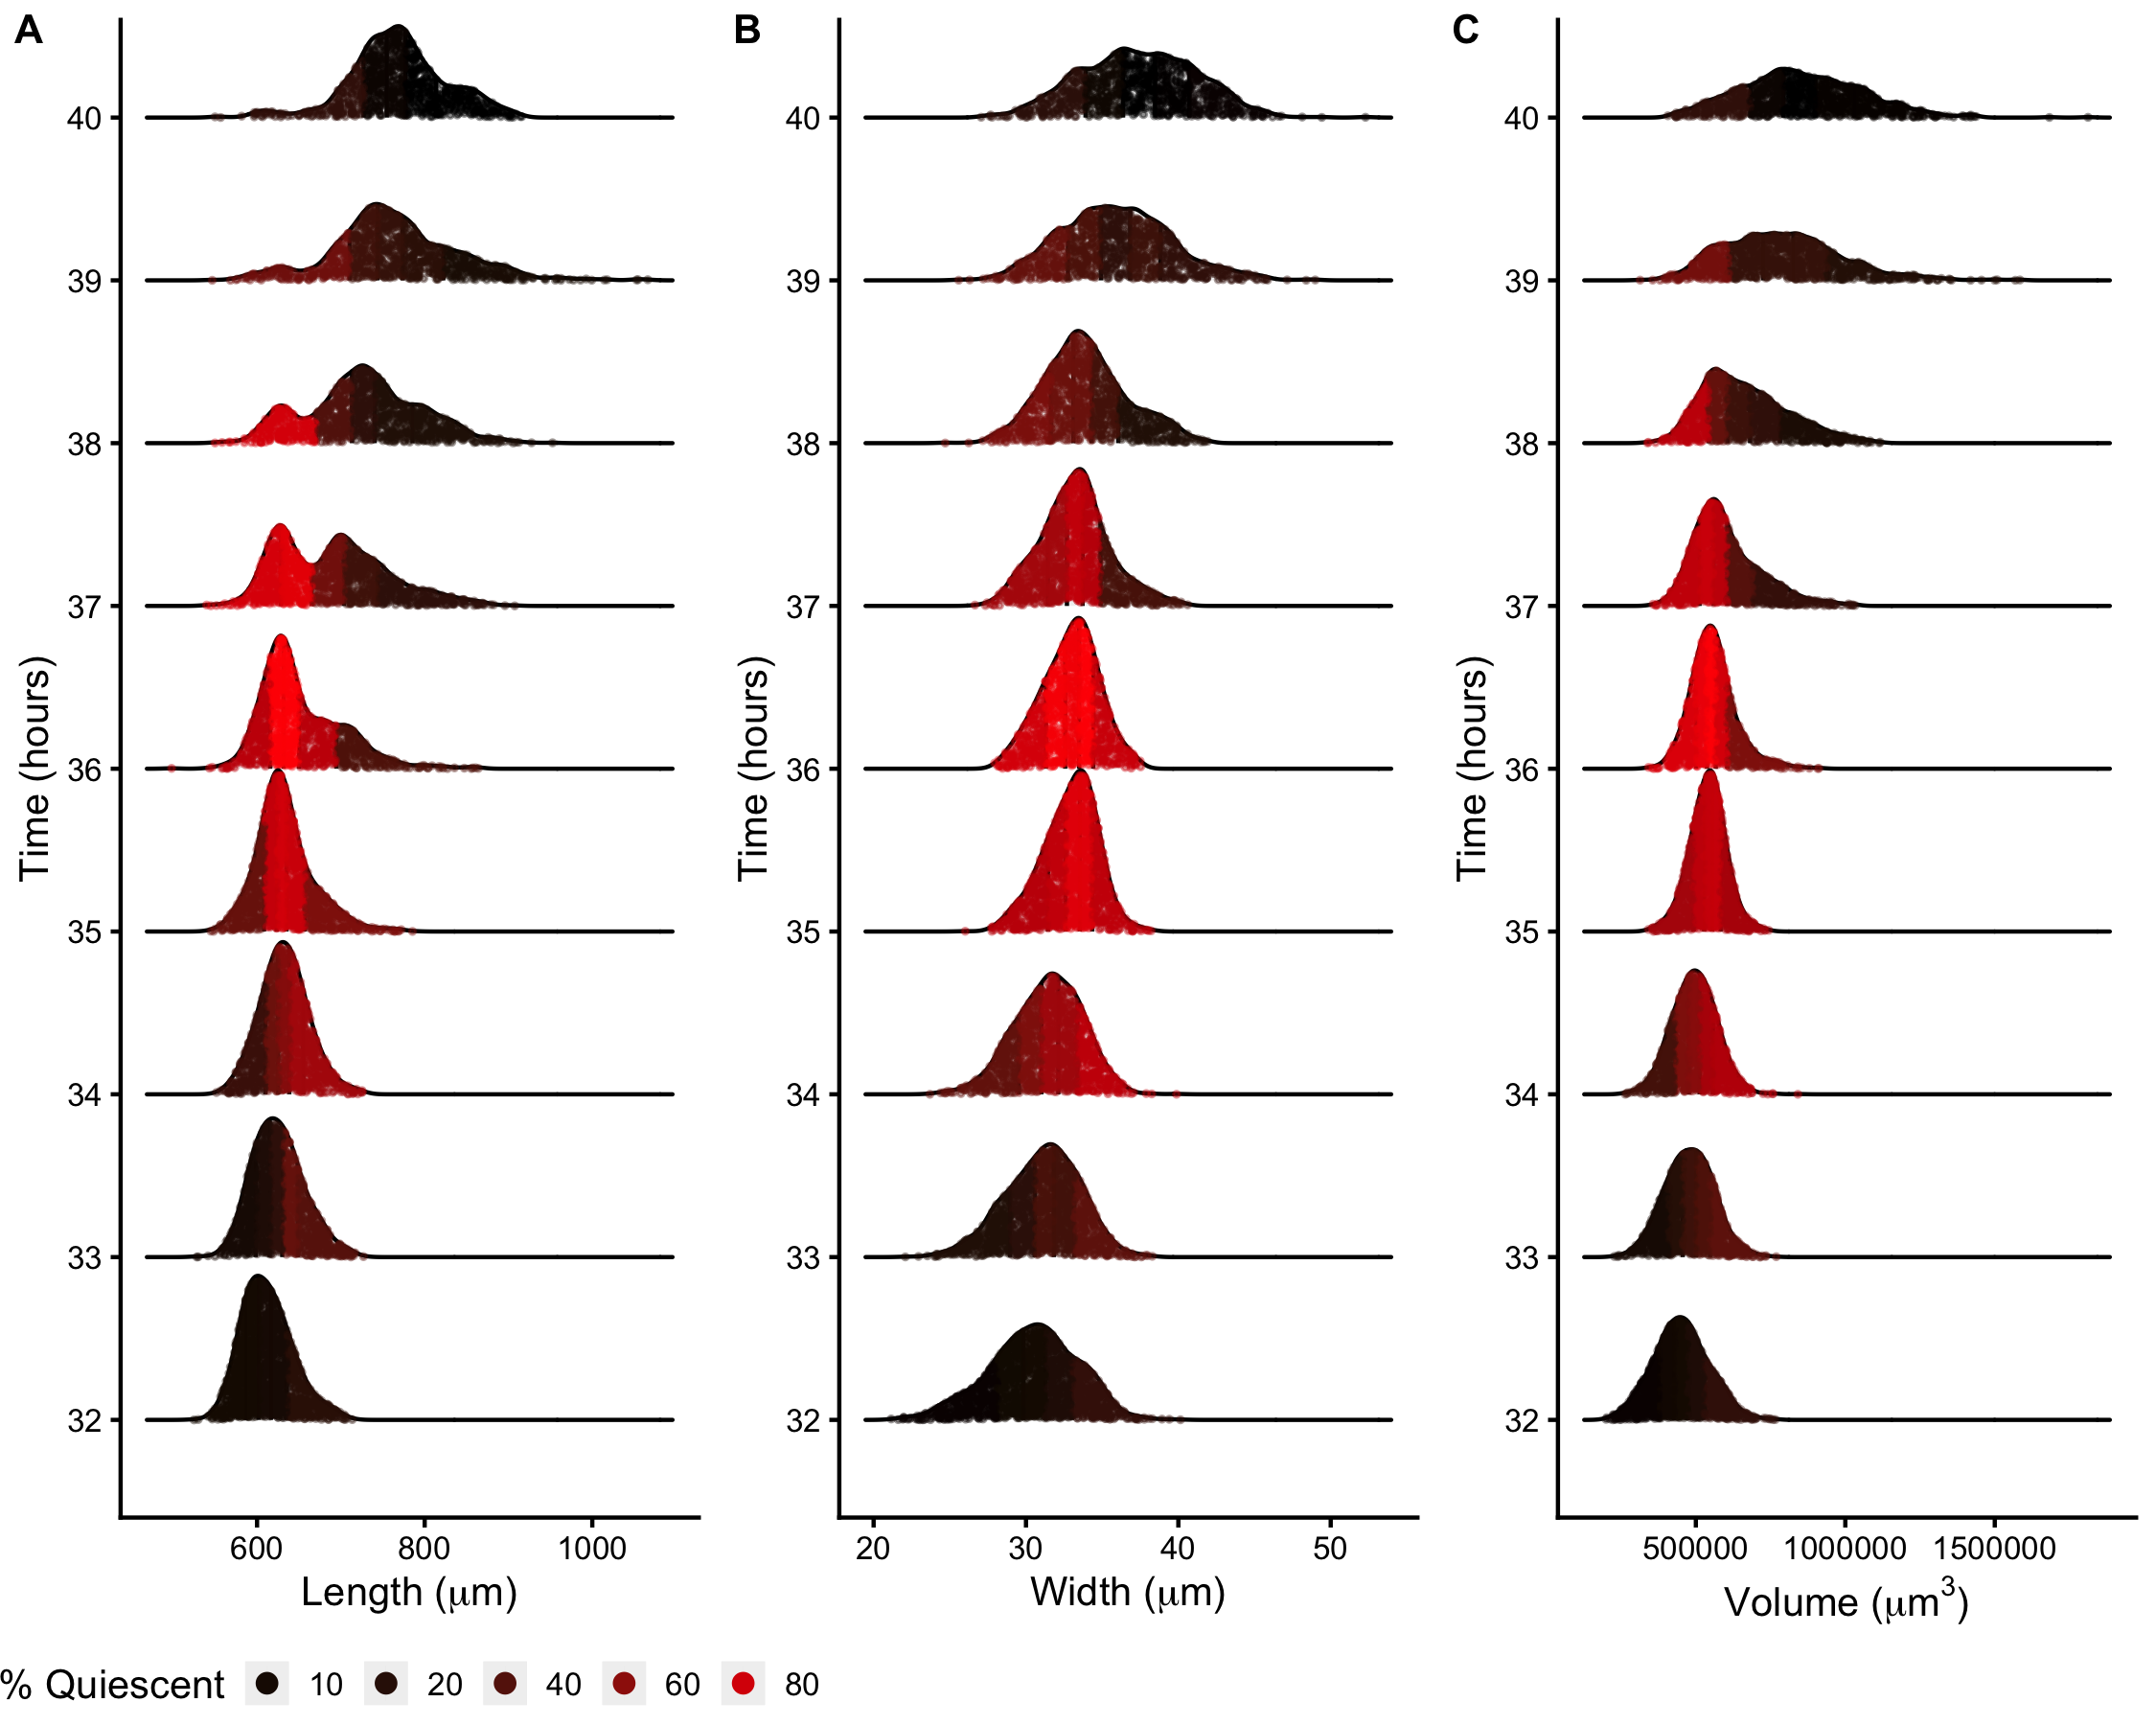 A
40
39
38
37
36
35
34
33
32
Time (hours)
600 800 1000
Length (μm)
B
40
39
38
37
36
35
34
33
32
Time (hours)
20 30 40 50
Width (μm)
C
40
39
38
37
36
35
34
33
32
Time (hours)
500000 1000000 1500000
Volume (μm³)
% Quiescent 10 20 40 60 80